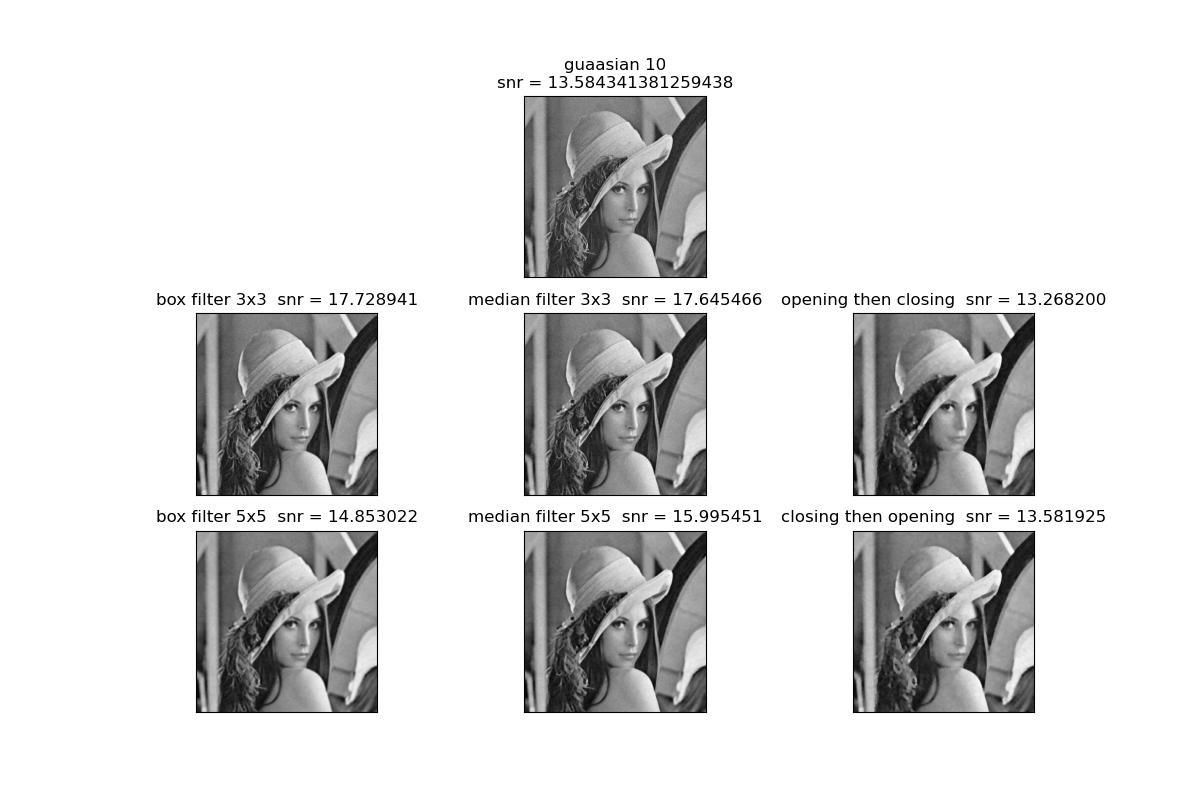 guaasian 10
snr = 13.584341381259438
box filter 3x3  snr = 17.728941
median filter 3x3  snr = 17.645466
opening then closing  snr = 13.268200
box filter 5x5  snr = 14.853022
median filter 5x5  snr = 15.995451
closing then opening  snr = 13.581925